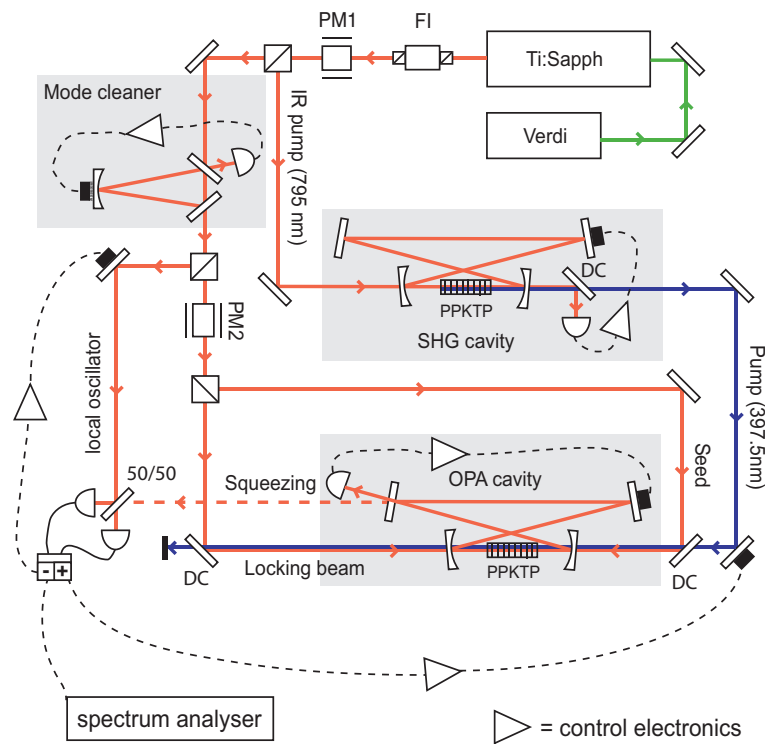 PM1
FI
Ti:Sapph
Verdi
Mode cleaner
IR pump (795 nm)
DC
PPKTP
SHG cavity
PM2
local oscillator
Pump (397.5nm)
Seed
50/50
Squeezing
OPA cavity
PPKTP
DC
Locking beam
DC
- +
spectrum analyser
= control electronics